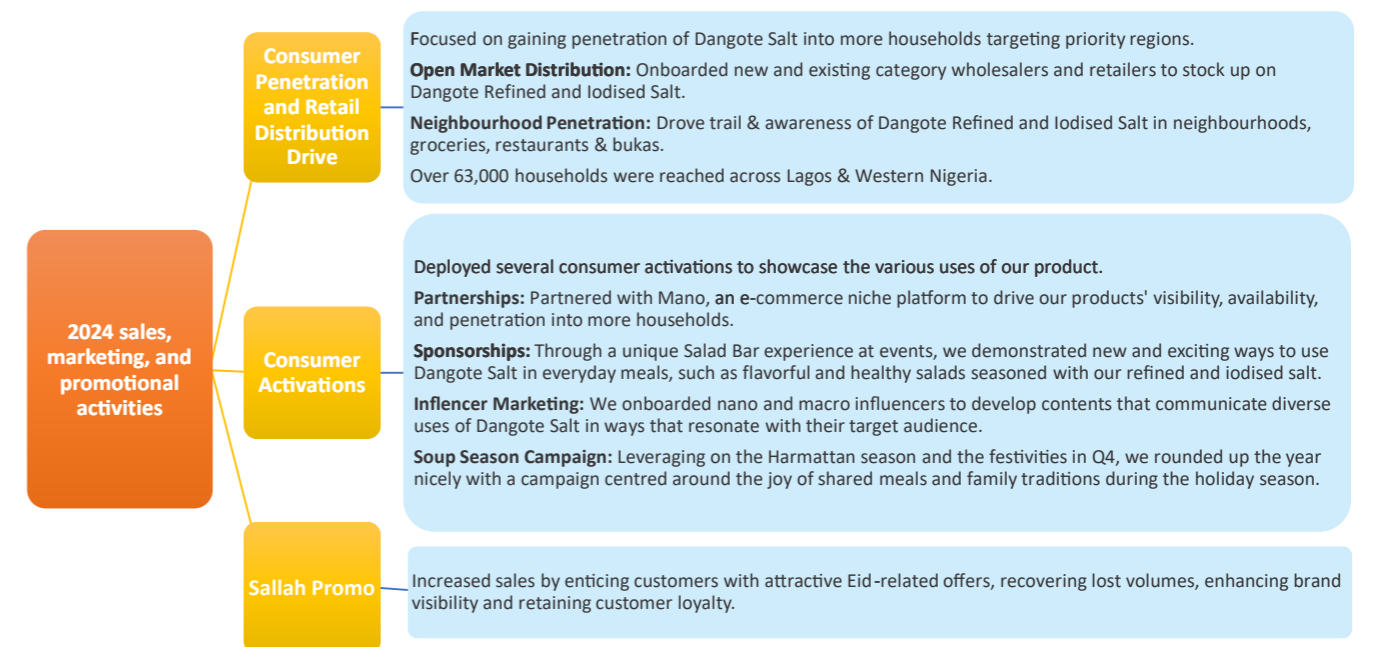 2024 sales,
marketing, and
promotional
activities
Consumer
Penetration
and Retail
Distribution
Drive
Focused on gaining penetration of Dangote Salt into more households targeting priority regions.
Open Market Distribution: Onboarded new and existing category wholesalers and retailers to stock up on
Dangote Refined and Iodised Salt.
Neighbourhood Penetration: Drove trail & awareness of Dangote Refined and Iodised Salt in neighbourhoods,
groceries, restaurants & bukas.
Over 63,000 households were reached across Lagos & Western Nigeria.
Consumer
Activations
Deployed several consumer activations to showcase the various uses of our product.
Partnerships: Partnered with Mano, an e-commerce niche platform to drive our products' visibility, availability,
and penetration into more households.
Sponsorships: Through a unique Salad Bar experience at events, we demonstrated new and exciting ways to use
Dangote Salt in everyday meals, such as flavorful and healthy salads seasoned with our refined and iodised salt.
Inflencer Marketing: We onboarded nano and macro influencers to develop contents that communicate diverse
uses of Dangote Salt in ways that resonate with their target audience.
Soup Season Campaign: Leveraging on the Harmattan season and the festivities in Q4, we rounded up the year
nicely with a campaign centred around the joy of shared meals and family traditions during the holiday season.
Sallah Promo
Increased sales by enticing customers with attractive Eid-related offers, recovering lost volumes, enhancing brand
visibility and retaining customer loyalty.